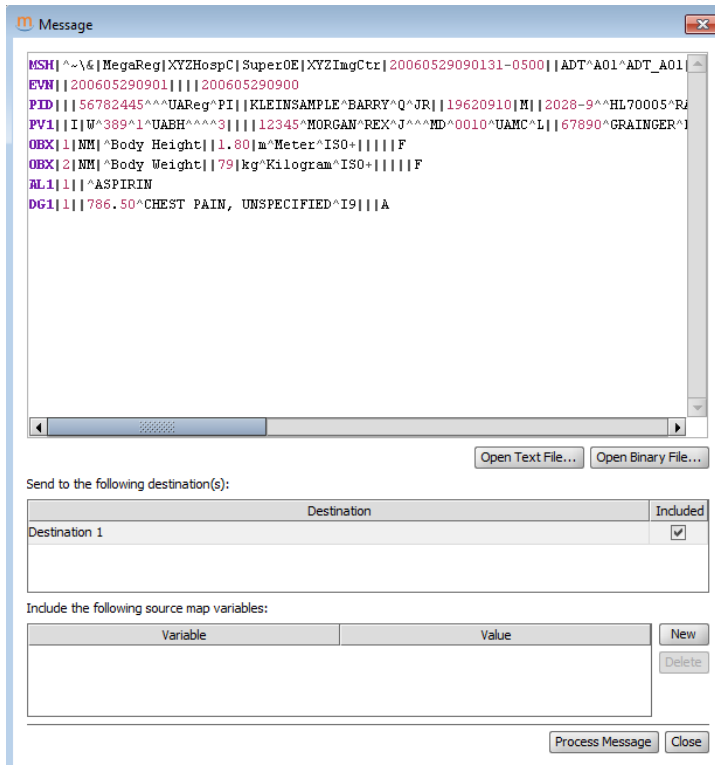 Message
MSH|^~\&|MegaReg|XYZHospC|SuperOE|XYZImgCtr|20060529090131-0500||ADT^A01^ADT_A01|
EVN||200605290901||||200605290900
PID|||56782445^^^UAReg^PI||KLEINSAMPLE^BARRY^Q^JR||19620910|M||2028-9^^HL70005^RA
PV1||I|W^389^1^UABH^^^^3||||12345^MORGAN^REX^J^^^MD^0010^UAMC^L||67890^GRAINGER^
OBX|1|NM|^Body Height||1.80|m^Meter^ISO+|||||F
OBX|2|NM|^Body Weight||79|kg^Kilogram^ISO+|||||F
AL1|1||^ASPIRIN
DG1|1||786.50^CHEST PAIN, UNSPECIFIED^I9|||A
Open Text File... Open Binary File...
Send to the following destination(s):
Destination Included
Destination 1
Include the following source map variables:
Variable Value New
Delete
Process Message Close